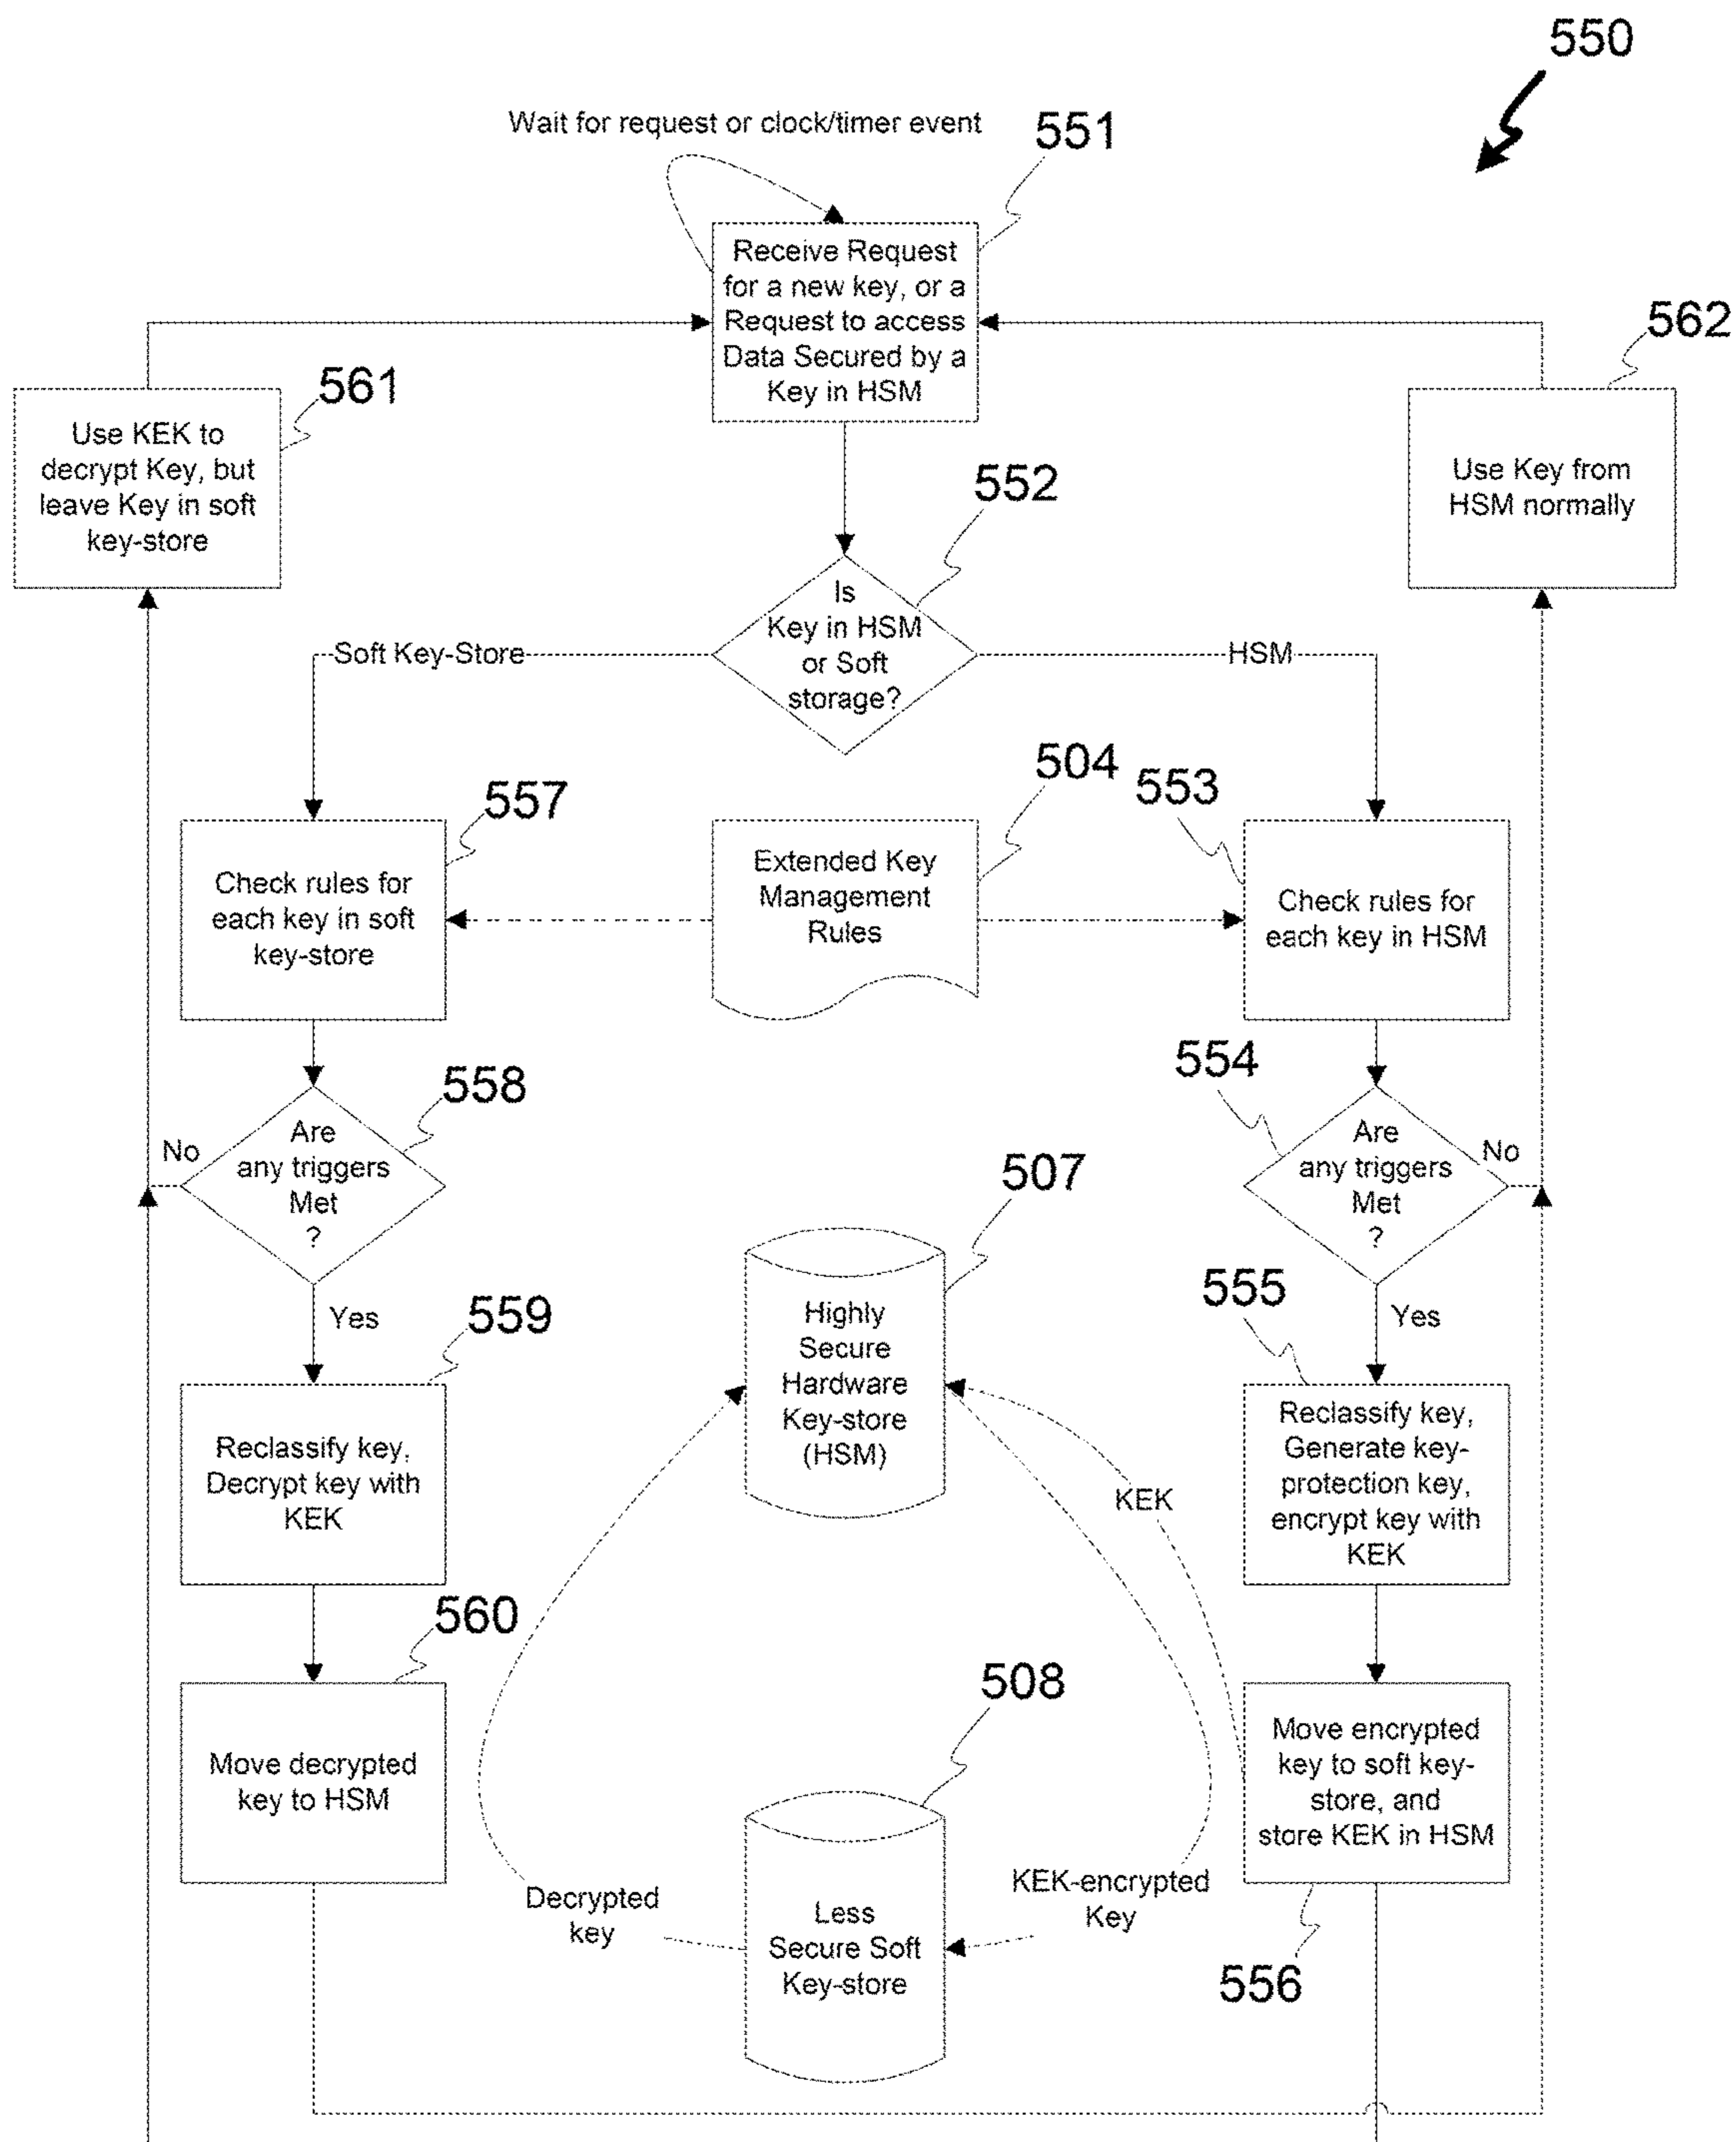 550
Wait for request or clock/timer event
551
Receive Request
for a new key, or a
Request to access
Data Secured by a
Key in HSM
562
561
Use KEK to
decrypt Key, but
leave Key in soft
key-store
Use Key from
HSM normally
552
Is
Key in HSM
or Soft
storage?
Soft Key-Store
HSM
504
553
557
Check rules for
each key in soft
key-store
Extended Key
Management
Rules
Check rules for
each key in HSM
554
558
No
Are
any triggers
Met
?
Are
any triggers
Met
?
No
507
555
559
Yes
Yes
Highly
Secure
Hardware
Key-store
(HSM)
Reclassify key,
Decrypt key with
KEK
KEK
Reclassify key,
Generate key-
protection key,
encrypt key with
KEK
560
508
Move decrypted
key to HSM
Move encrypted
key to soft key-
store, and
store KEK in HSM
Decrypted
key
KEK-encrypted
Key
Less
Secure Soft
Key-store
556